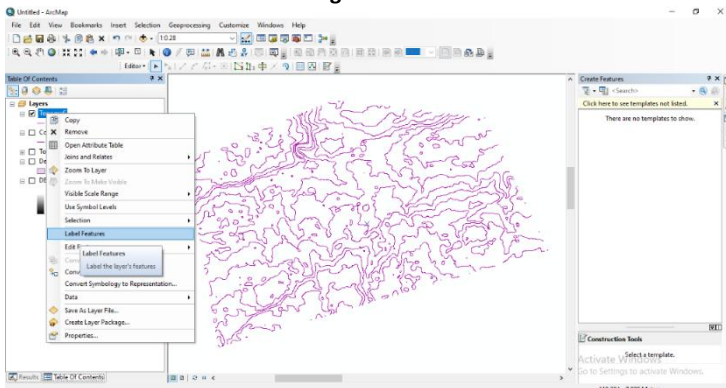 Untitled - ArcMap
File Edit View Bookmarks Insert Selection Geoprocessing Customize Windows Help
1:0.28
Editor
Table Of Contents
Create Features
Layers
<Search>
Click here to see templates not listed.
There are no templates to show.
Copy
Remove
Open Attribute Table
Joins and Relates
Zoom To Layer
Zoom To Make Visible
Visible Scale Range
Use Symbol Levels
Selection
Label Features
Edit
Label Features
Label the layer's features
Convert Symbology to Representation...
Data
Save As Layer File...
Create Layer Package...
Properties...
Construction Tools
Select a template.
Activate Windows
Go to Settings to activate Windows.
Results
Table Of Contents